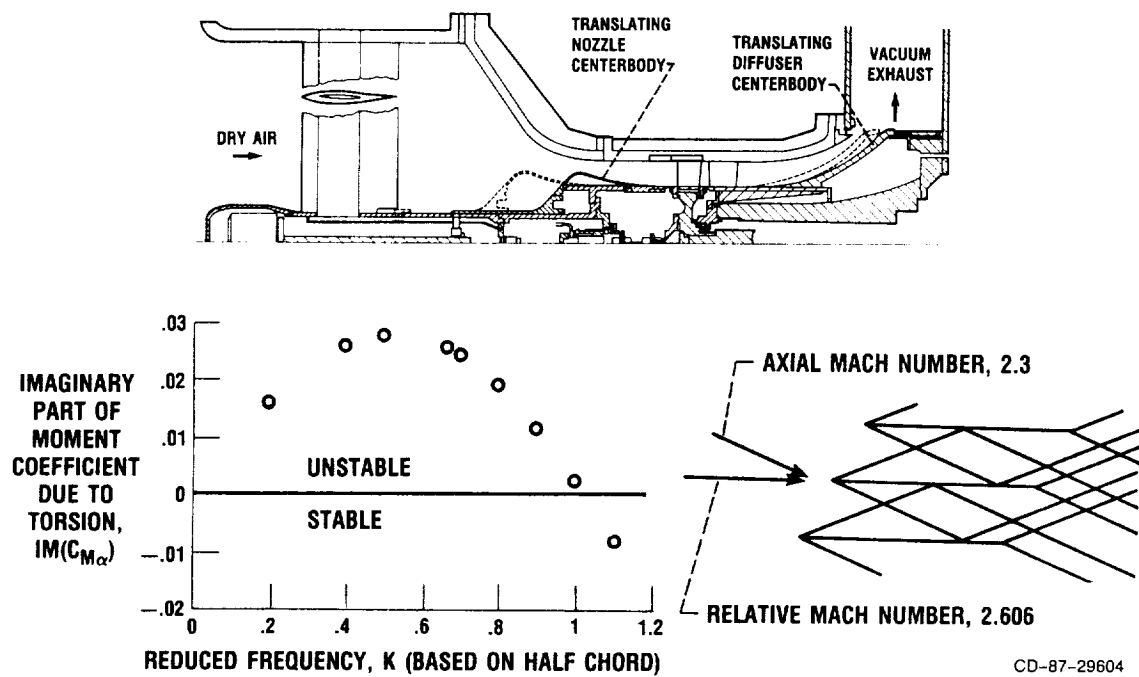 TRANSLATING
NOZZLE
CENTERBODY
TRANSLATING
DIFFUSER
CENTERBODY
VACUUM
EXHAUST
DRY AIR
IMAGINARY
PART OF
MOMENT
COEFFICIENT
DUE TO
TORSION,
IM(CMα)
.03
.02
.01
0
—.01
—.02
UNSTABLE
STABLE
0 .2 .4 .6 .8 1 1.2
REDUCED FREQUENCY, K (BASED ON HALF CHORD)
AXIAL MACH NUMBER, 2.3
RELATIVE MACH NUMBER, 2.606
CD-87-29604